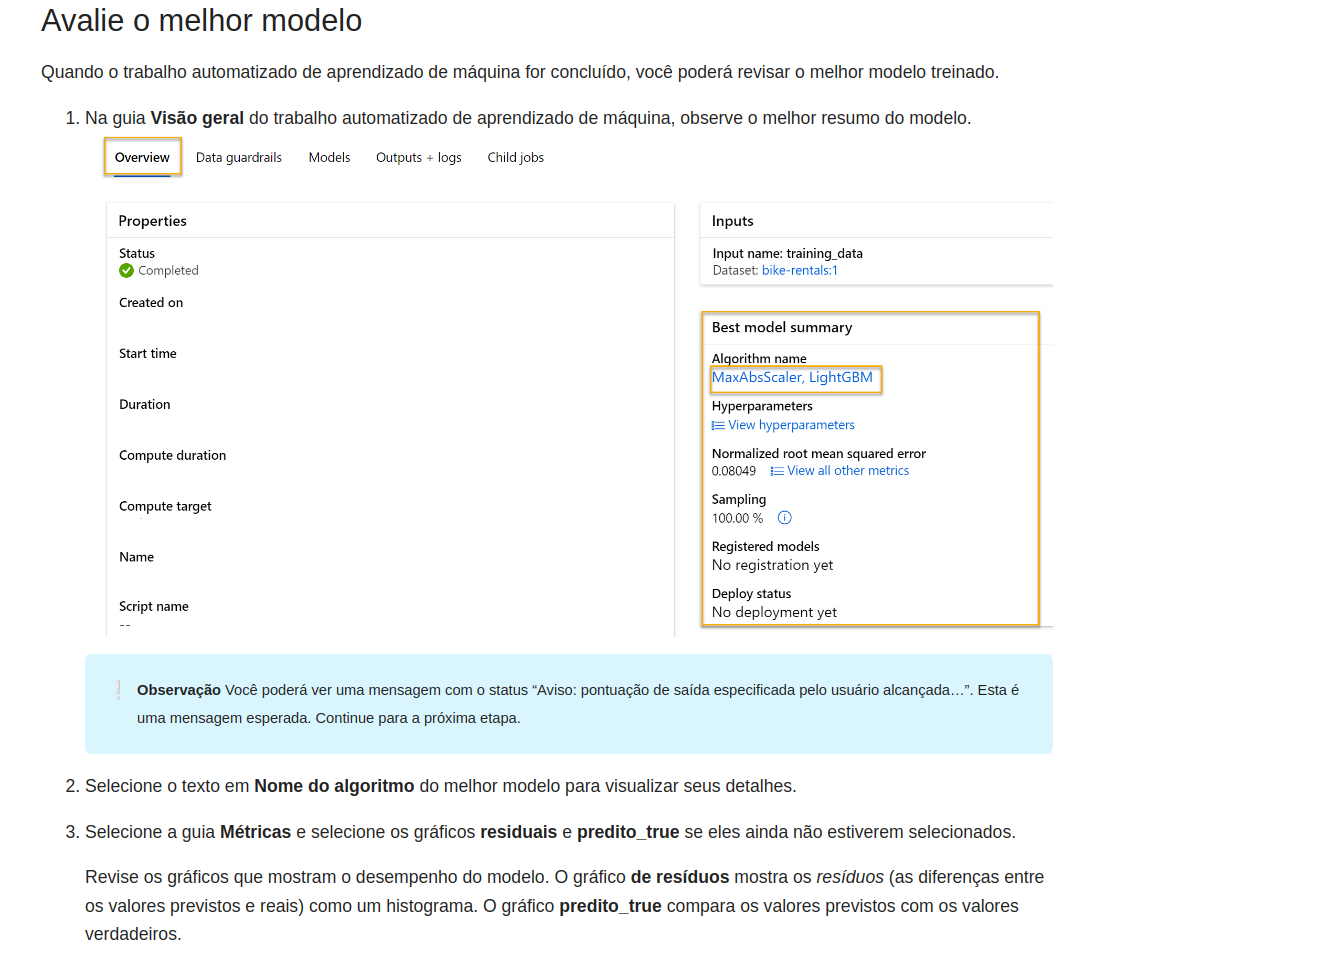 Avalie o melhor modelo
Quando o trabalho automatizado de aprendizado de máquina for concluído, você poderá revisar o melhor modelo treinado.
1. Na guia Visão geral do trabalho automatizado de aprendizado de máquina, observe o melhor resumo do modelo.
Overview Data guardrails Models Outputs + logs Child jobs
Properties
Status
Completed
Created on
Start time
Duration
Compute duration
Compute target
Name
Script name
--
Inputs
Input name: training_data
Dataset: bike-rentals:1
Best model summary
Algorithm name
MaxAbsScaler, LightGBM
Hyperparameters
View hyperparameters
Normalized root mean squared error
0.08049 View all other metrics
Sampling
100.00 %
Registered models
No registration yet
Deploy status
No deployment yet
Observação Você poderá ver uma mensagem com o status “Aviso: pontuação de saída especificada pelo usuário alcançada…”. Esta é
uma mensagem esperada. Continue para a próxima etapa.
2. Selecione o texto em Nome do algoritmo do melhor modelo para visualizar seus detalhes.
3. Selecione a guia Métricas e selecione os gráficos residuais e predito_true se eles ainda não estiverem selecionados.
Revise os gráficos que mostram o desempenho do modelo. O gráfico de resíduos mostra os resíduos (as diferenças entre
os valores previstos e reais) como um histograma. O gráfico predito_true compara os valores previstos com os valores
verdadeiros.